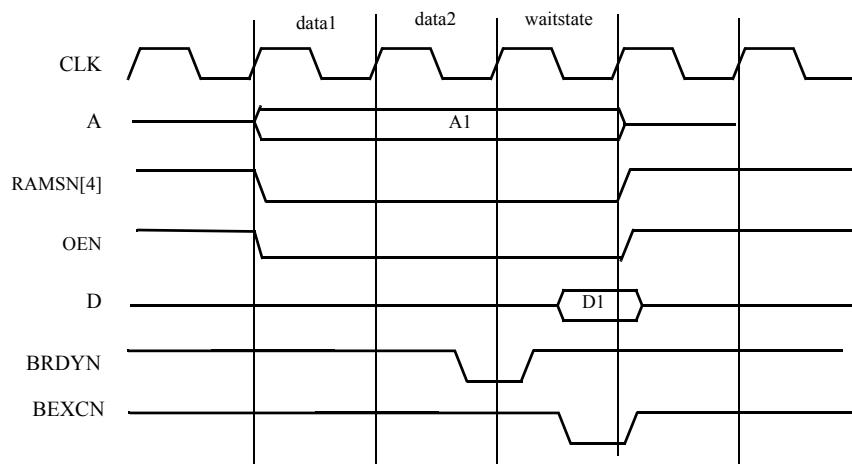 data1 data2 waitstate
CLK
A A1
RAMSN[4]
OEN
D D1
BRDYN
BEXCN